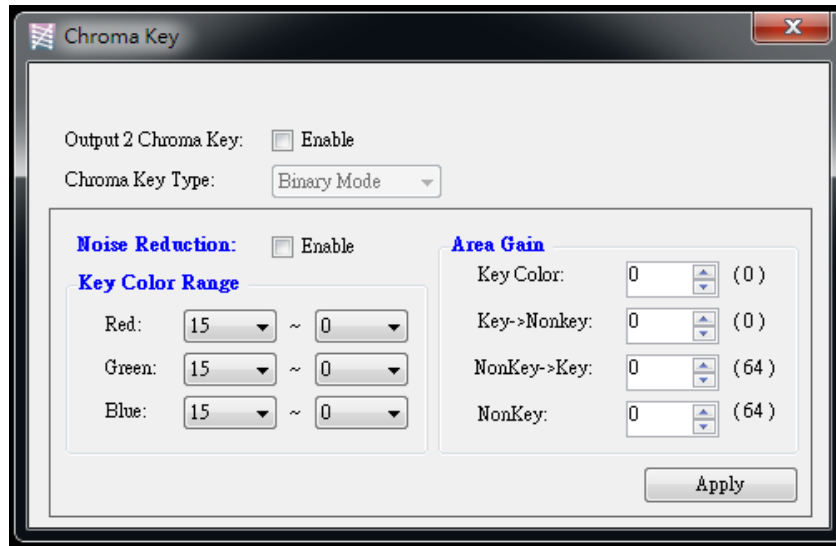 Chroma Key
Output 2 Chroma Key: Enable
Chroma Key Type: Binary Mode
Noise Reduction: Enable
Key Color Range
Red: 15 ~ 0
Green: 15 ~ 0
Blue: 15 ~ 0
Area Gain
Key Color: 0 (0)
Key->Nonkey: 0 (0)
NonKey->Key: 0 (64)
NonKey: 0 (64)
Apply